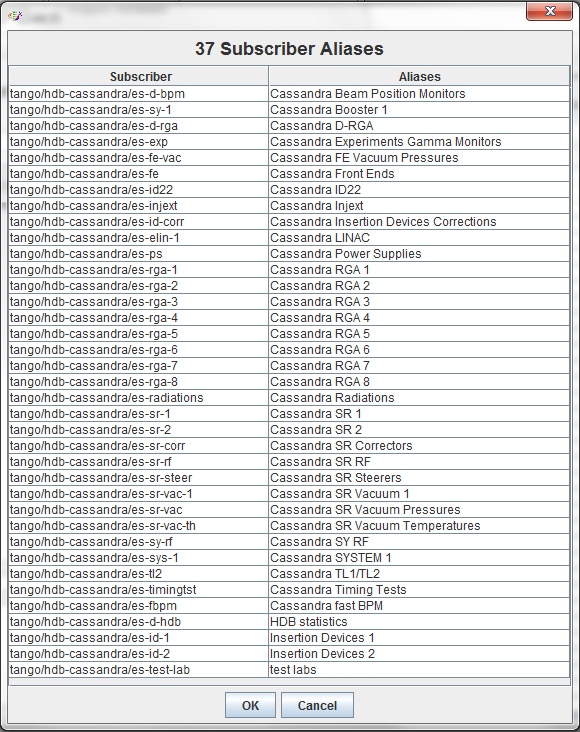 37 Subscriber Aliases
Subscriber Aliases
tango/hdb-cassandra/es-d-bpm Cassandra Beam Position Monitors
tango/hdb-cassandra/es-sy-1 Cassandra Booster 1
tango/hdb-cassandra/es-d-rga Cassandra D-RGA
tango/hdb-cassandra/es-exp Cassandra Experiments Gamma Monitors
tango/hdb-cassandra/es-fe-vac Cassandra FE Vacuum Pressures
tango/hdb-cassandra/es-fe Cassandra Front Ends
tango/hdb-cassandra/es-id22 Cassandra ID22
tango/hdb-cassandra/es-injext Cassandra Injext
tango/hdb-cassandra/es-id-corr Cassandra Insertion Devices Corrections
tango/hdb-cassandra/es-elin-1 Cassandra LINAC
tango/hdb-cassandra/es-ps Cassandra Power Supplies
tango/hdb-cassandra/es-rga-1 Cassandra RGA 1
tango/hdb-cassandra/es-rga-2 Cassandra RGA 2
tango/hdb-cassandra/es-rga-3 Cassandra RGA 3
tango/hdb-cassandra/es-rga-4 Cassandra RGA 4
tango/hdb-cassandra/es-rga-5 Cassandra RGA 5
tango/hdb-cassandra/es-rga-6 Cassandra RGA 6
tango/hdb-cassandra/es-rga-7 Cassandra RGA 7
tango/hdb-cassandra/es-rga-8 Cassandra RGA 8
tango/hdb-cassandra/es-radiations Cassandra Radiations
tango/hdb-cassandra/es-sr-1 Cassandra SR 1
tango/hdb-cassandra/es-sr-2 Cassandra SR 2
tango/hdb-cassandra/es-sr-corr Cassandra SR Correctors
tango/hdb-cassandra/es-sr-rf Cassandra SR RF
tango/hdb-cassandra/es-sr-steer Cassandra SR Steerers
tango/hdb-cassandra/es-sr-vac-1 Cassandra SR Vacuum 1
tango/hdb-cassandra/es-sr-vac Cassandra SR Vacuum Pressures
tango/hdb-cassandra/es-sr-vac-th Cassandra SR Vacuum Temperatures
tango/hdb-cassandra/es-sy-rf Cassandra SY RF
tango/hdb-cassandra/es-sys-1 Cassandra SYSTEM 1
tango/hdb-cassandra/es-tl2 Cassandra TL1/TL2
tango/hdb-cassandra/es-timingtst Cassandra Timing Tests
tango/hdb-cassandra/es-fbpm Cassandra fast BPM
tango/hdb-cassandra/es-d-hdb HDB statistics
tango/hdb-cassandra/es-id-1 Insertion Devices 1
tango/hdb-cassandra/es-id-2 Insertion Devices 2
tango/hdb-cassandra/es-test-lab test labs
OK Cancel